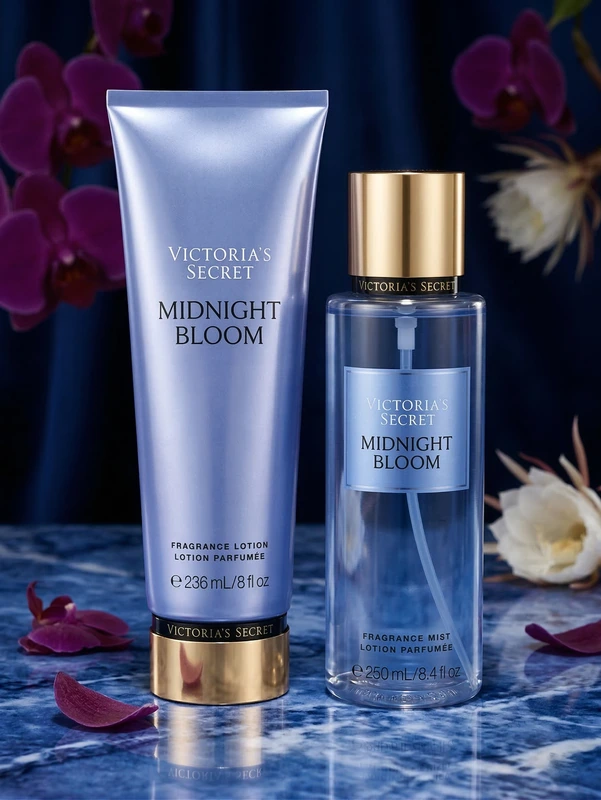 VICTORIA'S
SECRET
MIDNIGHT
BLOOM
FRAGRANCE LOTION
LOTION PARFUMÉE
℮ 236 mL/8 fl oz
VICTORIA'S SECRET
VICTORIA'S SECRET
VICTORIA'S
SECRET
MIDNIGHT
BLOOM
FRAGRANCE MIST
LOTION PARFUMÉE
℮ 250 mL/8.4 fl oz